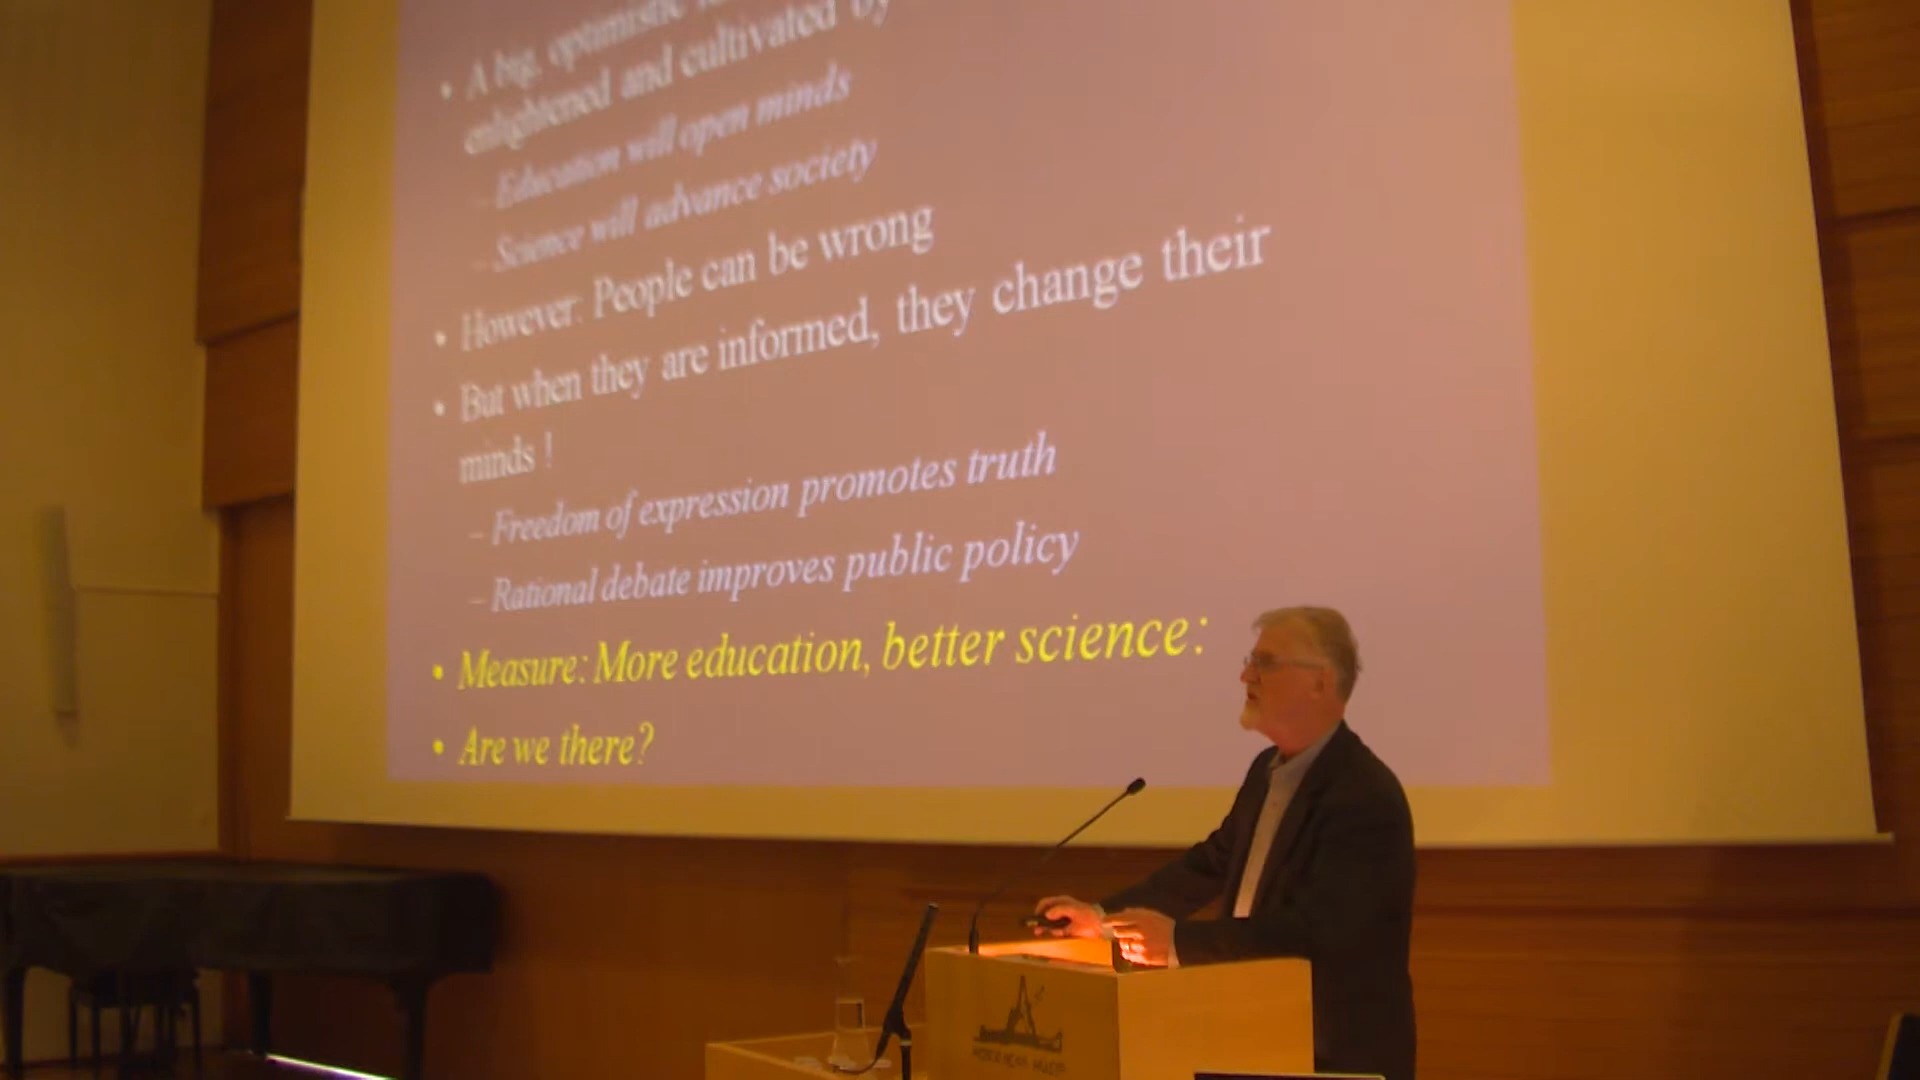 • A big, optimistic
enlightened and cultivated by
– Education will open minds
– Science will advance society
• However: People can be wrong
• But when they are informed, they change their
minds !
– Freedom of expression promotes truth
– Rational debate improves public policy
• Measure: More education, better science:
• Are we there?